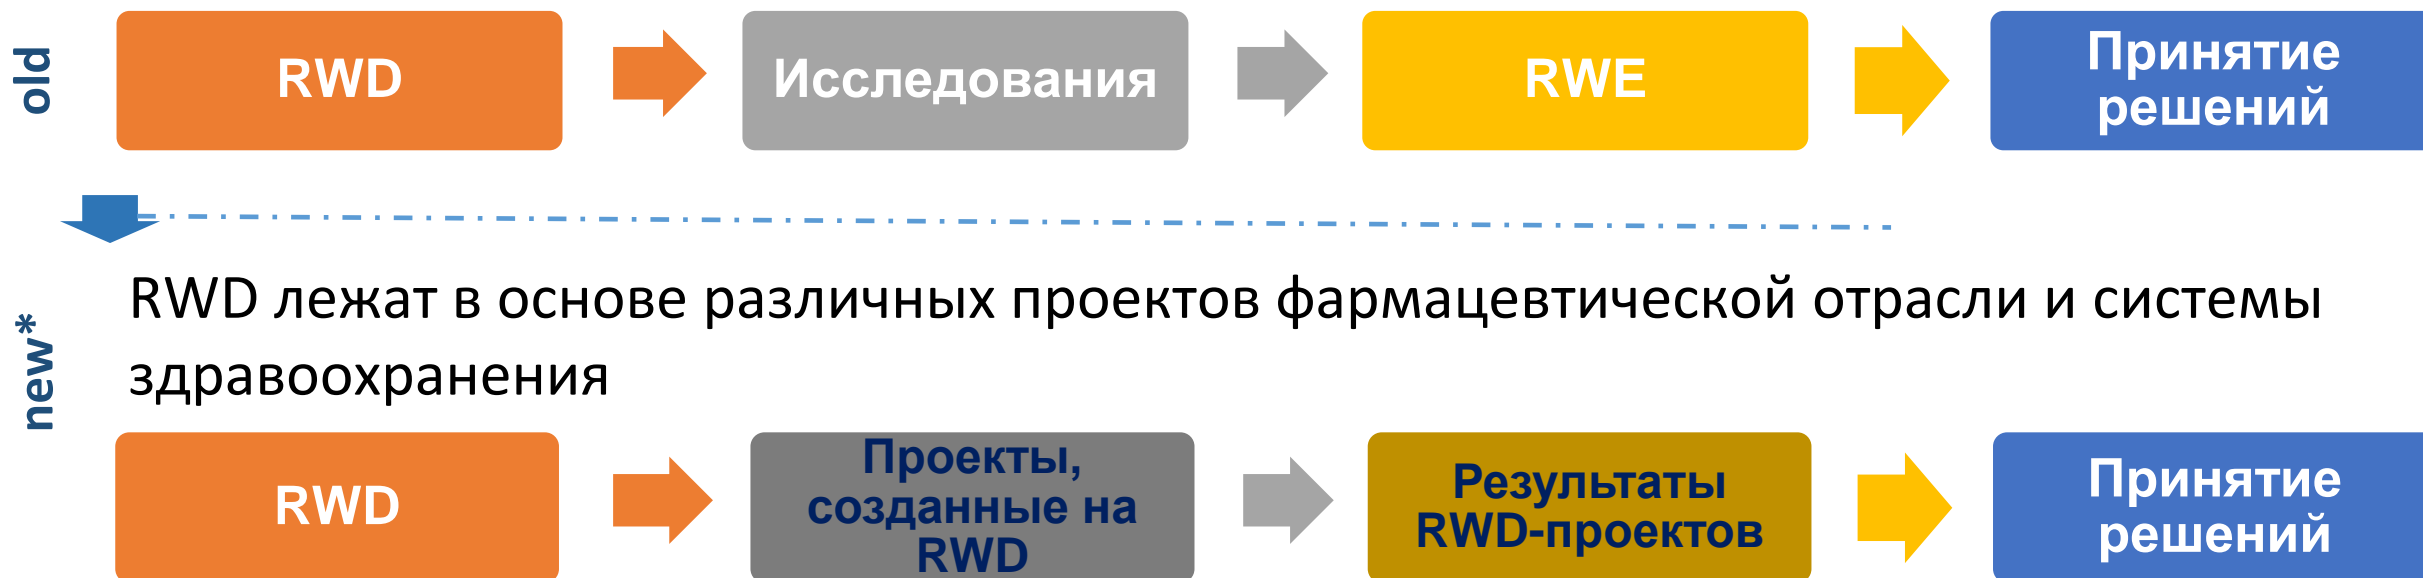 old
RWD
Исследования
RWE
Принятие
решений
new*
RWD лежат в основе различных проектов фармацевтической отрасли и системы
здравоохранения
RWD
Проекты,
созданные на
RWD
Результаты
RWD-проектов
Принятие
решений